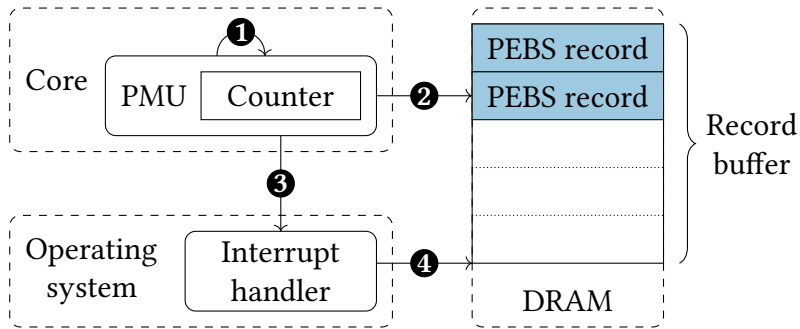 1
Core
PMU
Counter
2
PEBS record
PEBS record
Record
buffer
3
Operating
system
Interrupt
handler
4
DRAM